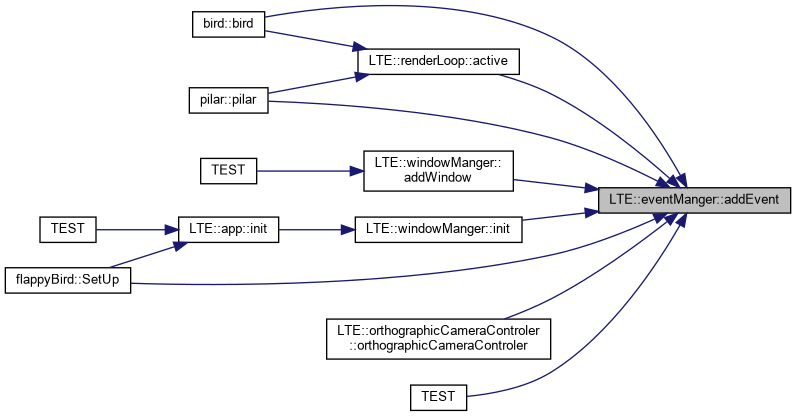 bird::bird
LTE::renderLoop::active
pilar::pilar
LTE::windowManger::
addWindow
TEST
LTE::eventManger::addEvent
TEST
LTE::app::init
LTE::windowManger::init
flappyBird::SetUp
LTE::orthographicCameraControler
::orthographicCameraControler
TEST